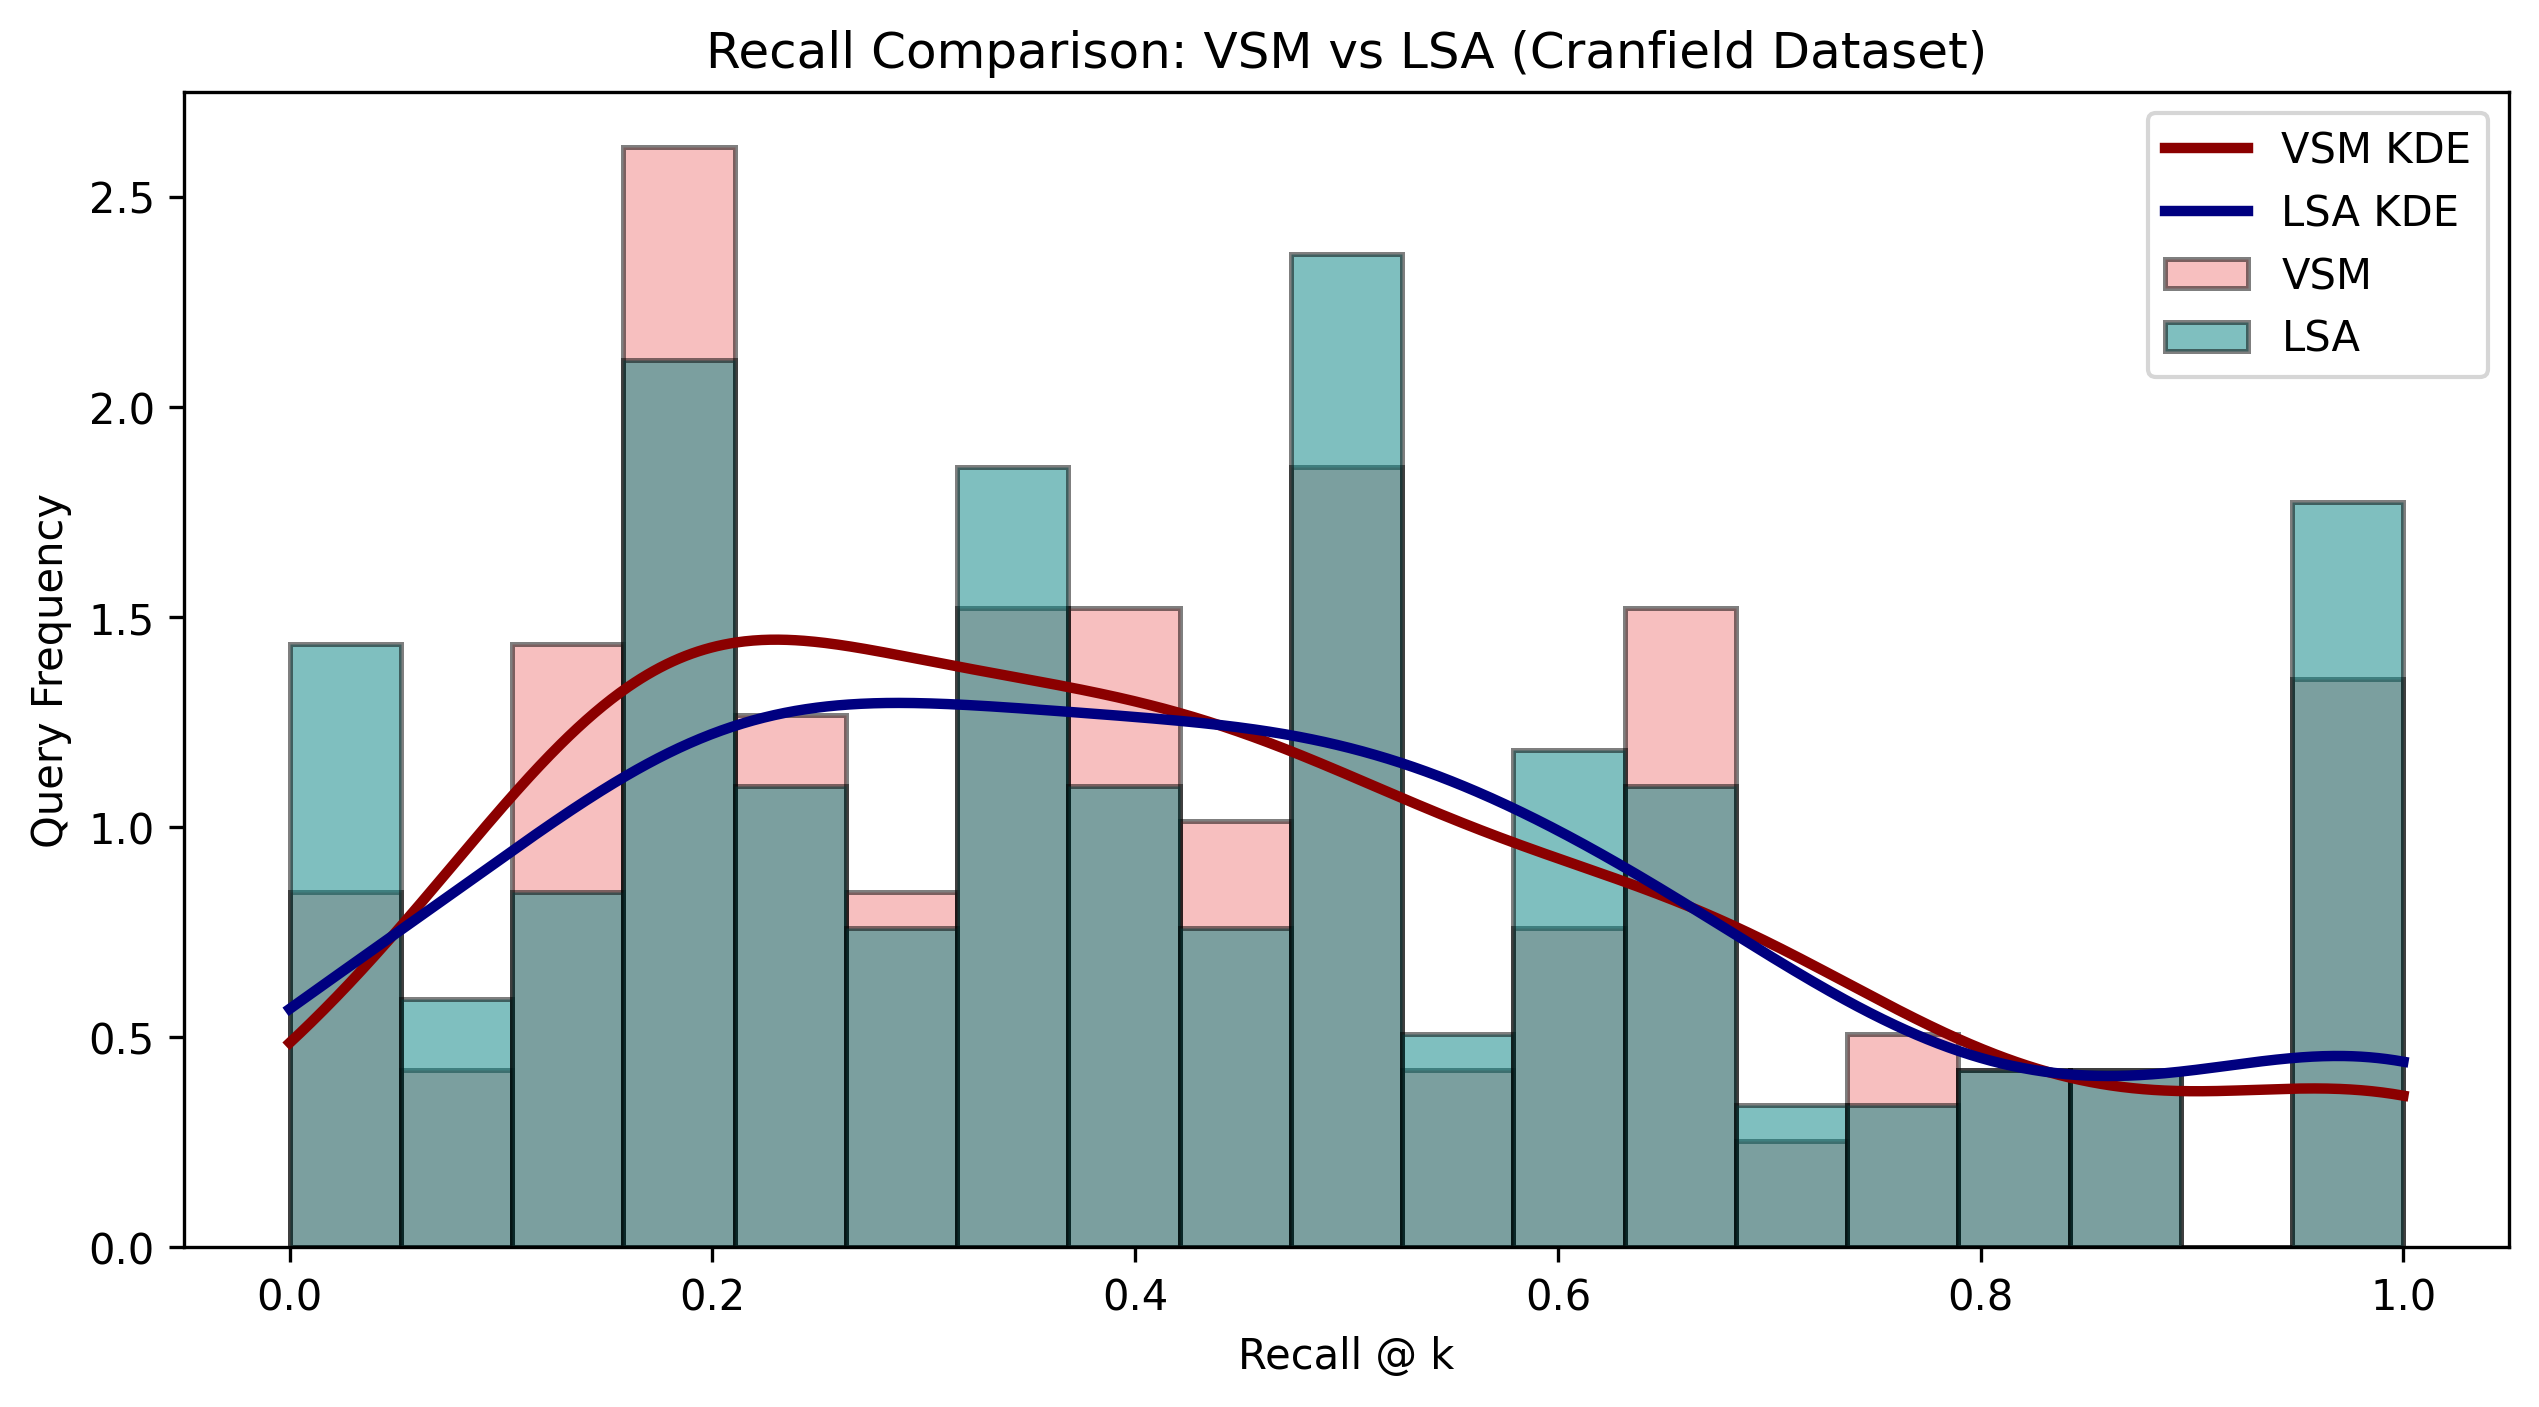 Recall Comparison: VSM vs LSA (Cranfield Dataset)
VSM KDE
LSA KDE
VSM
LSA
Query Frequency
2.5
2.0
1.5
1.0
0.5
0.0
0.0 0.2 0.4 0.6 0.8 1.0
Recall @ k